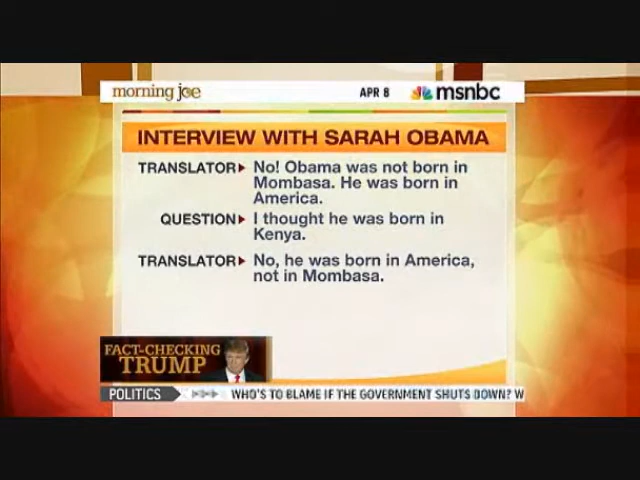 morning joe APR 8 msnbc
INTERVIEW WITH SARAH OBAMA
TRANSLATOR No! Obama was not born in
Mombasa. He was born in
America.
QUESTION I thought he was born in
Kenya.
TRANSLATOR No, he was born in America,
not in Mombasa.
FACT-CHECKING
TRUMP
POLITICS WHO'S TO BLAME IF THE GOVERNMENT SHUTS DOWN? W